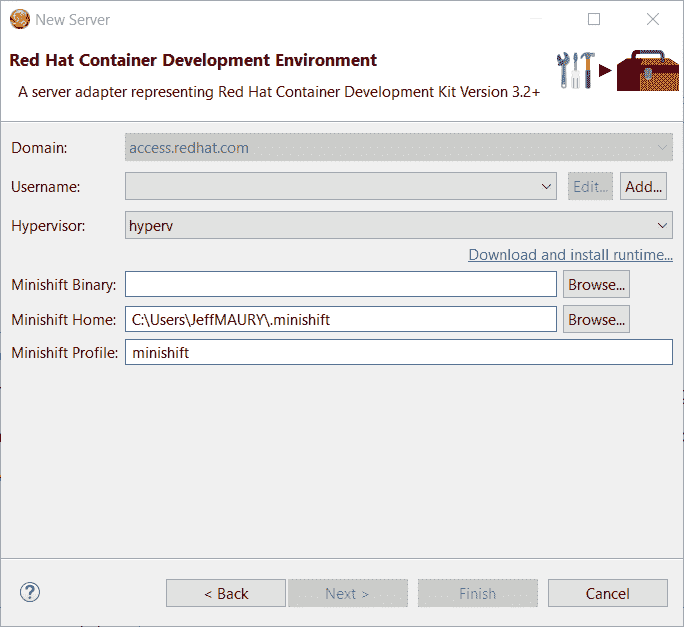 New Server
Red Hat Container Development Environment
A server adapter representing Red Hat Container Development Kit Version 3.2+
Domain: access.redhat.com
Username: Edit... Add...
Hypervisor: hyperv
Download and install runtime...
Minishift Binary: Browse...
Minishift Home: C:\Users\JeffMAURY\.minishift Browse...
Minishift Profile: minishift
? < Back Next > Finish Cancel